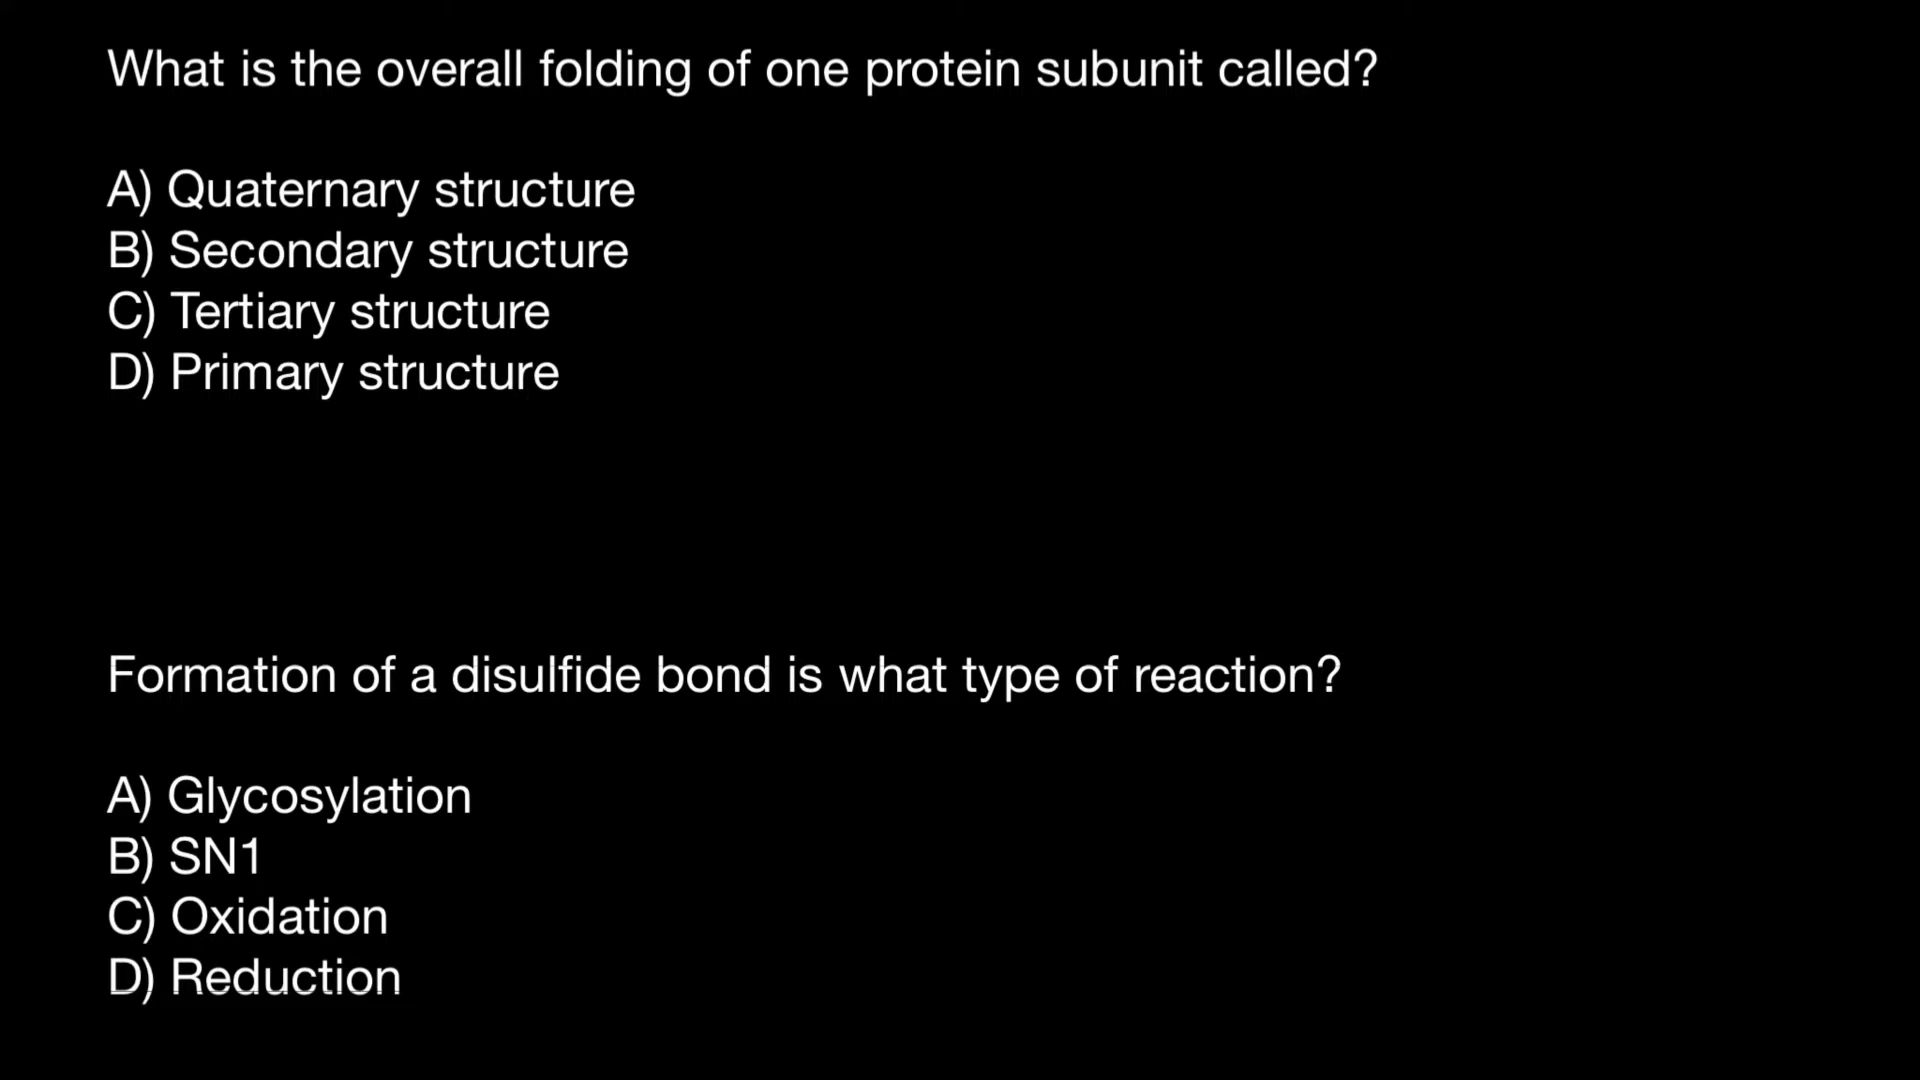 What is the overall folding of one protein subunit called?
A) Quaternary structure
B) Secondary structure
C) Tertiary structure
D) Primary structure
Formation of a disulfide bond is what type of reaction?
A) Glycosylation
B) SN1
C) Oxidation
D) Reduction